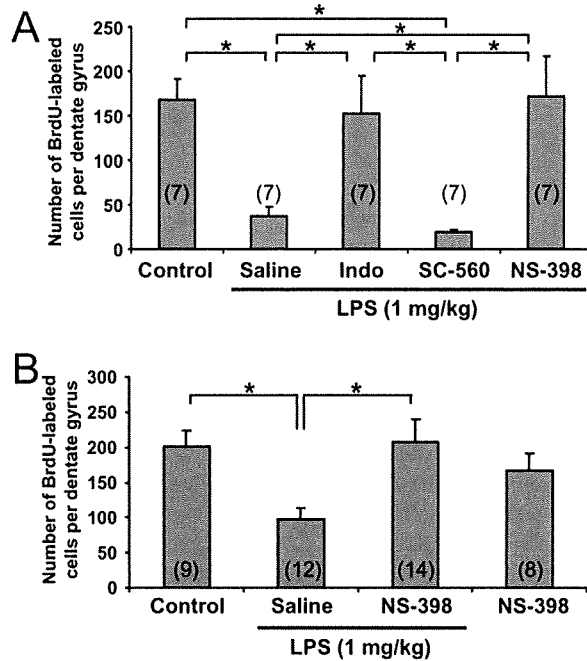 A
Number of BrdU-labeled
cells per dentate gyrus
250
200
150
100
50
0
*
* * * *
*
(7) (7) (7) (7) (7)
Control Saline Indo SC-560 NS-398
LPS (1 mg/kg)
B
Number of BrdU-labeled
cells per dentate gyrus
300
250
200
150
100
50
0
* *
(9) (12) (14) (8)
Control Saline NS-398 NS-398
LPS (1 mg/kg)